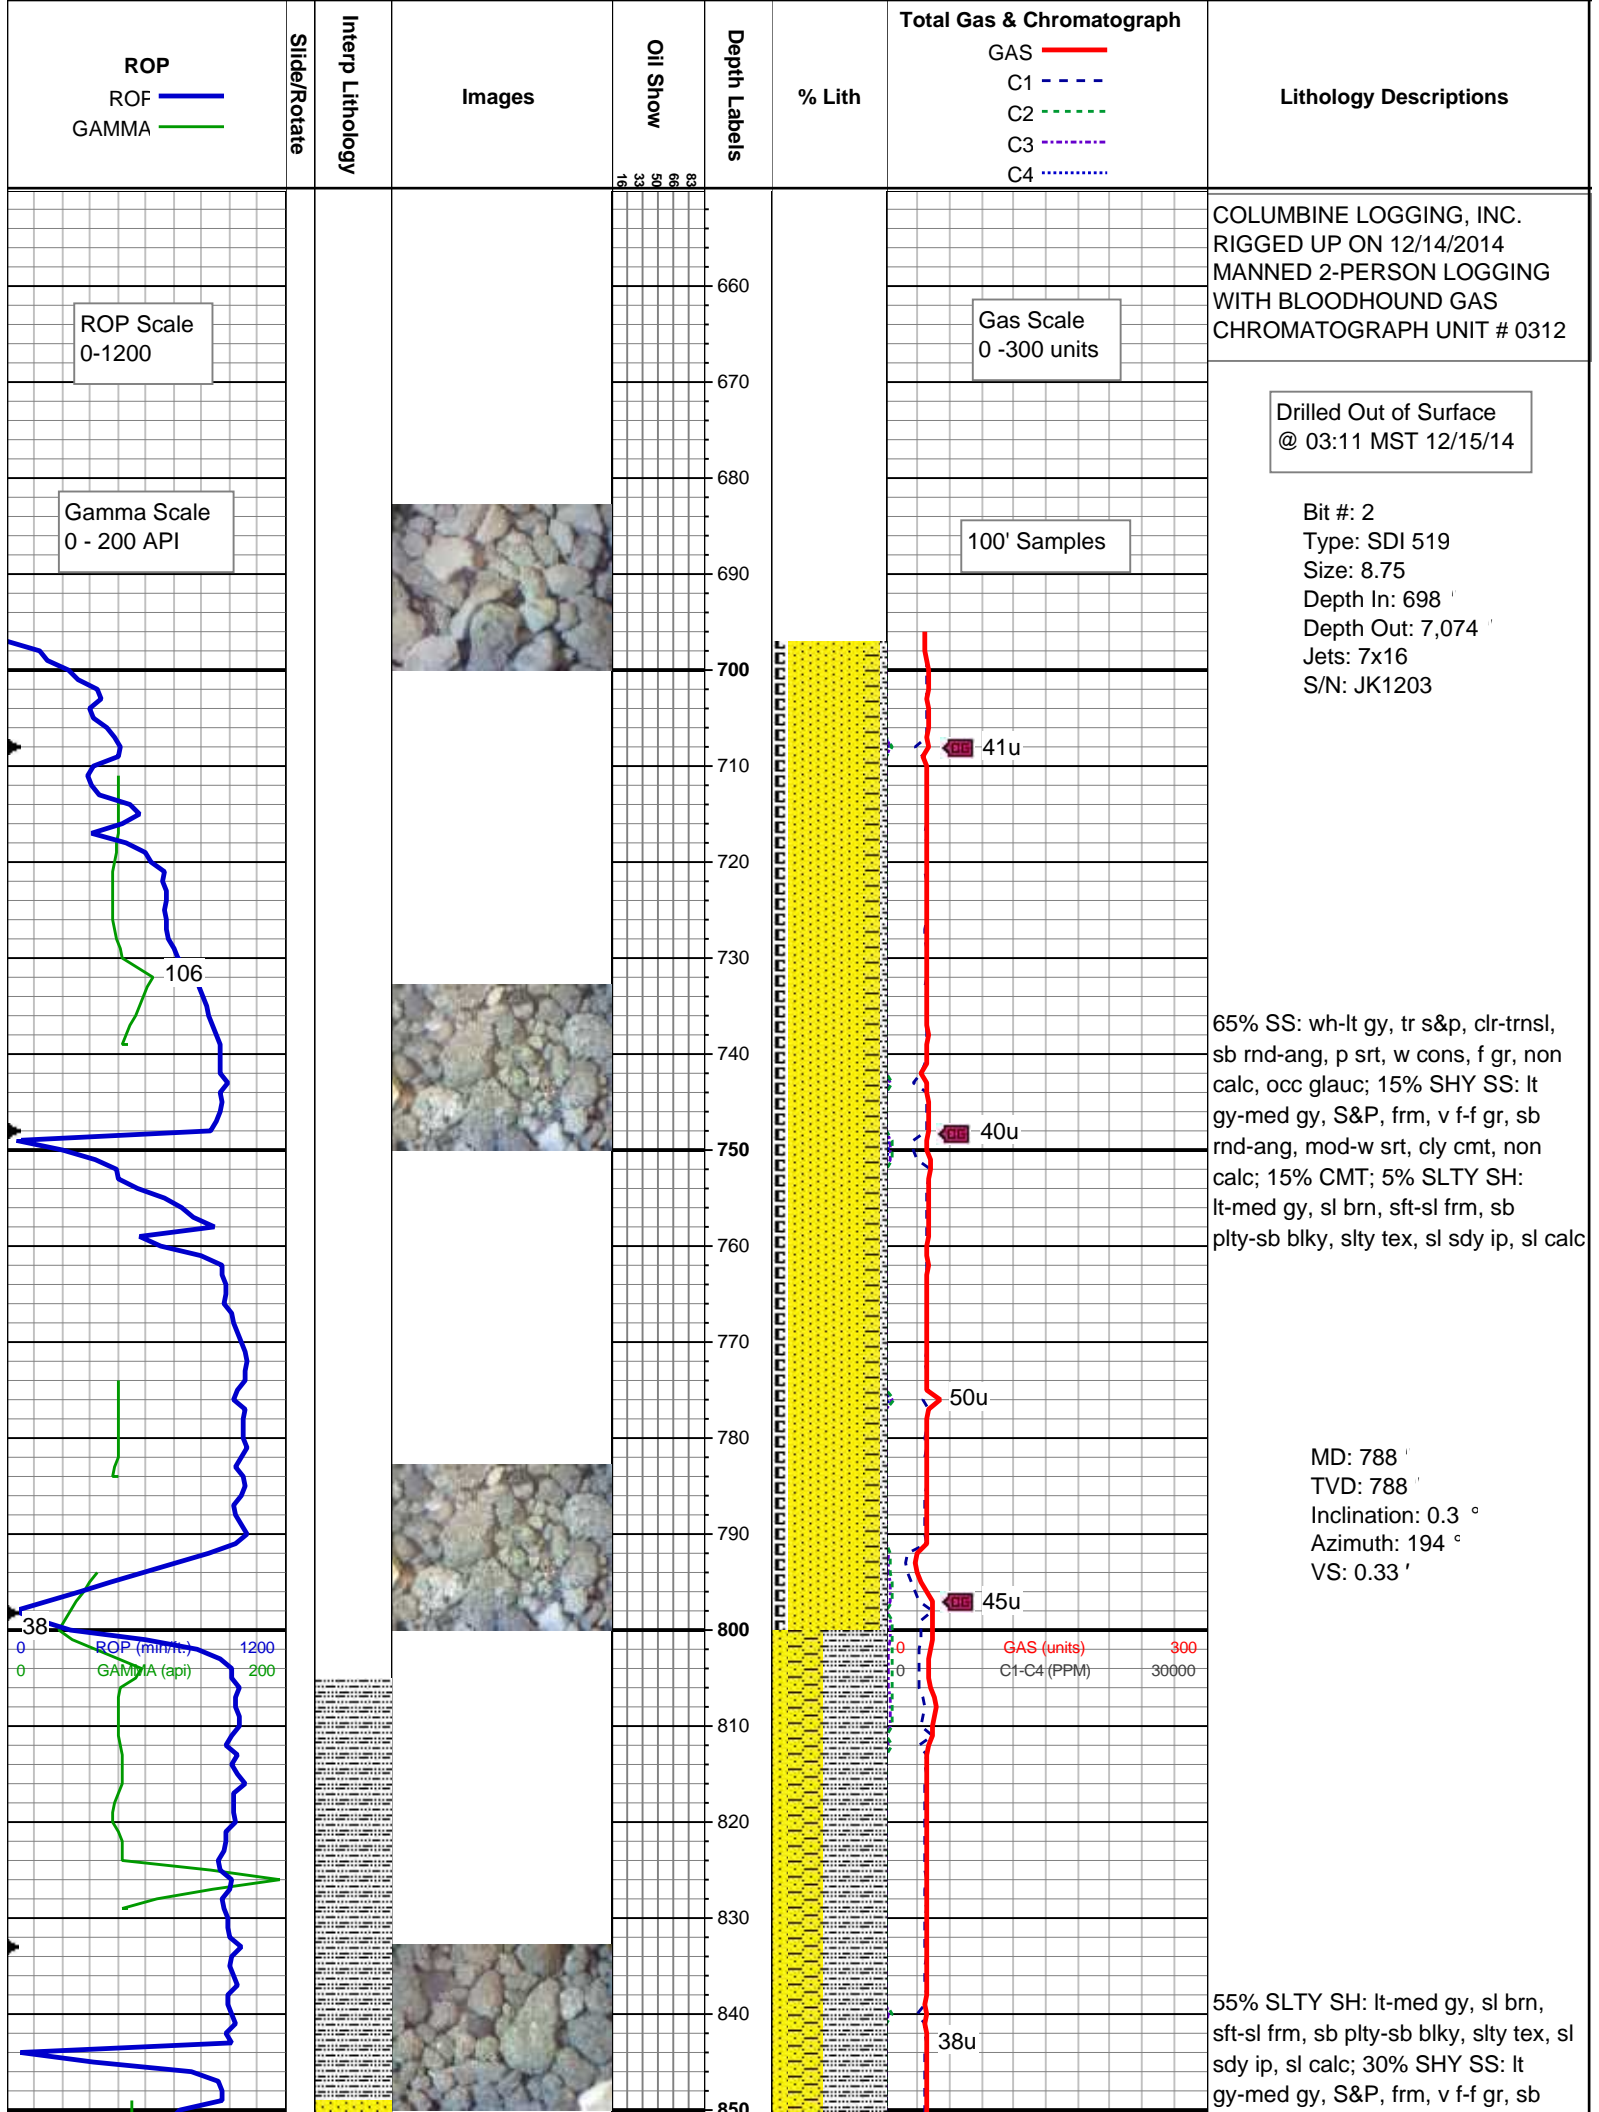 ROP
ROP
GAMMA
Slide/Rotate
Interp Lithology
Images
Oil Show
16
33
50
66
83
Depth Labels
% Lith
Total Gas & Chromatograph
GAS
C1
C2
C3
C4
Lithology Descriptions
COLUMBINE LOGGING, INC.
RIGGED UP ON 12/14/2014
MANNED 2-PERSON LOGGING
WITH BLOODHOUND GAS
CHROMATOGRAPH UNIT # 0312
660
ROP Scale
0-1200
Gas Scale
0 -300 units
670
Drilled Out of Surface
@ 03:11 MST 12/15/14
680
Gamma Scale
0 - 200 API
100' Samples
690
Bit #: 2
Type: SDI 519
Size: 8.75
Depth In: 698 '
Depth Out: 7,074 '
Jets: 7x16
S/N: JK1203
700
41u
710
720
730
106
740
40u
750
65% SS: wh-lt gy, tr s&p, clr-trnsl,
sb rnd-ang, p srt, w cons, f gr, non
calc, occ glauc; 15% SHY SS: lt
gy-med gy, S&P, frm, v f-f gr, sb
rnd-ang, mod-w srt, cly cmt, non
calc; 15% CMT; 5% SLTY SH:
lt-med gy, sl brn, sft-sl frm, sb
plty-sb blky, slty tex, sl sdy ip, sl calc
760
770
50u
780
MD: 788 '
TVD: 788 '
Inclination: 0.3 °
Azimuth: 194 °
VS: 0.33 '
790
45u
38
800
0 ROP (min/ft.) 1200
0 GAMMA (api) 200
0 GAS (units) 300
0 C1-C4 (PPM) 30000
810
820
830
840
38u
850
55% SLTY SH: lt-med gy, sl brn,
sft-sl frm, sb plty-sb blky, slty tex, sl
sdy ip, sl calc; 30% SHY SS: lt
gy-med gy, S&P, frm, v f-f gr, sb